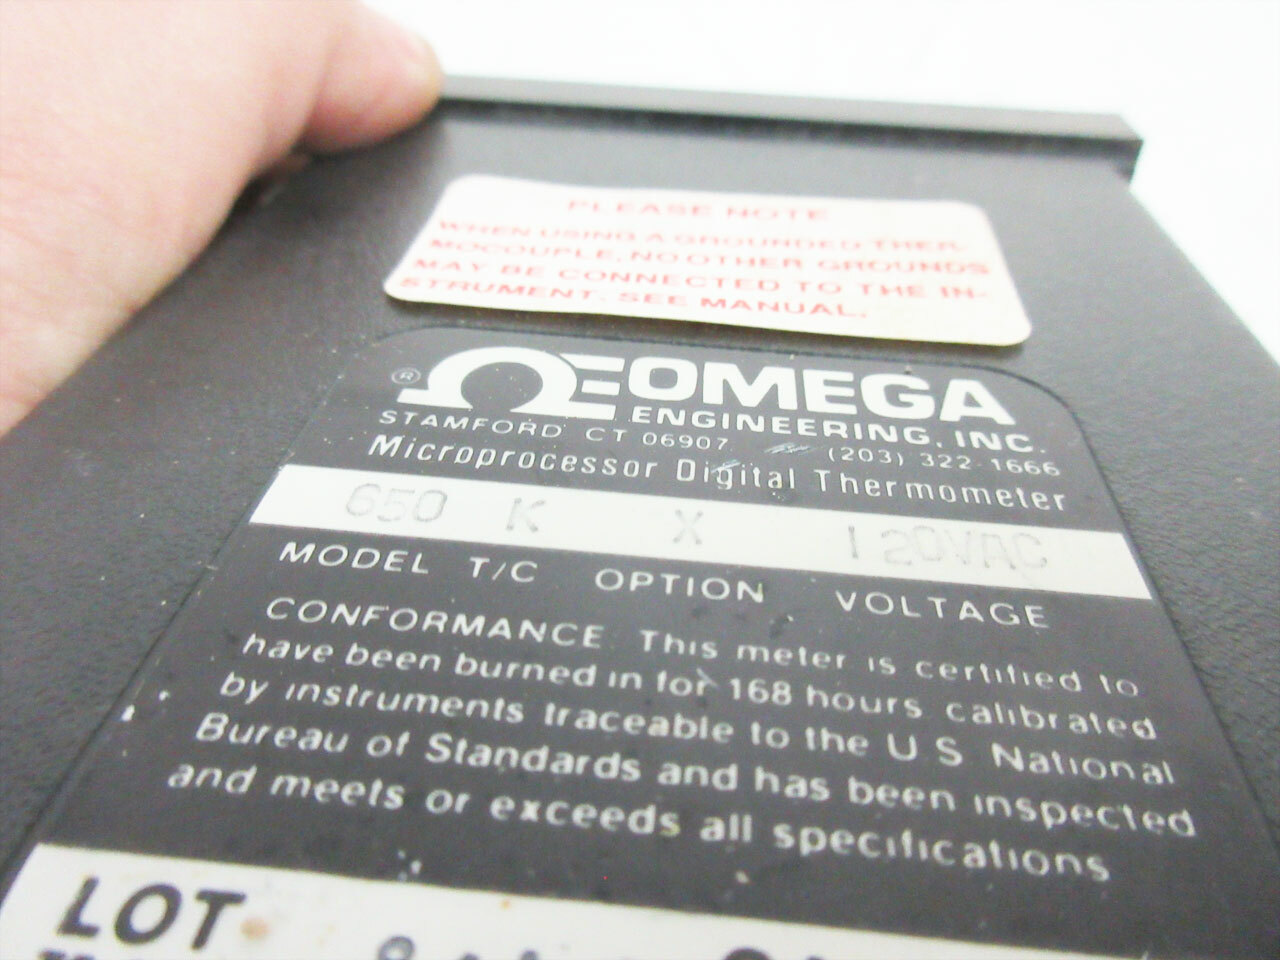 PLEASE NOTE
WHEN USING A GROUNDED THER-
MOCOUPLE, NO OTHER GROUNDS
MAY BE CONNECTED TO THE IN-
STRUMENT. SEE MANUAL.
® ΩE OMEGA
ENGINEERING, INC.
STAMFORD CT 06907 (203) 322-1666
Microprocessor Digital Thermometer
650 K X 120VAC
MODEL T/C OPTION VOLTAGE
CONFORMANCE This meter is certified to
have been burned in for 168 hours calibrated
by instruments traceable to the U S National
Bureau of Standards and has been inspected
and meets or exceeds all specifications
LOT